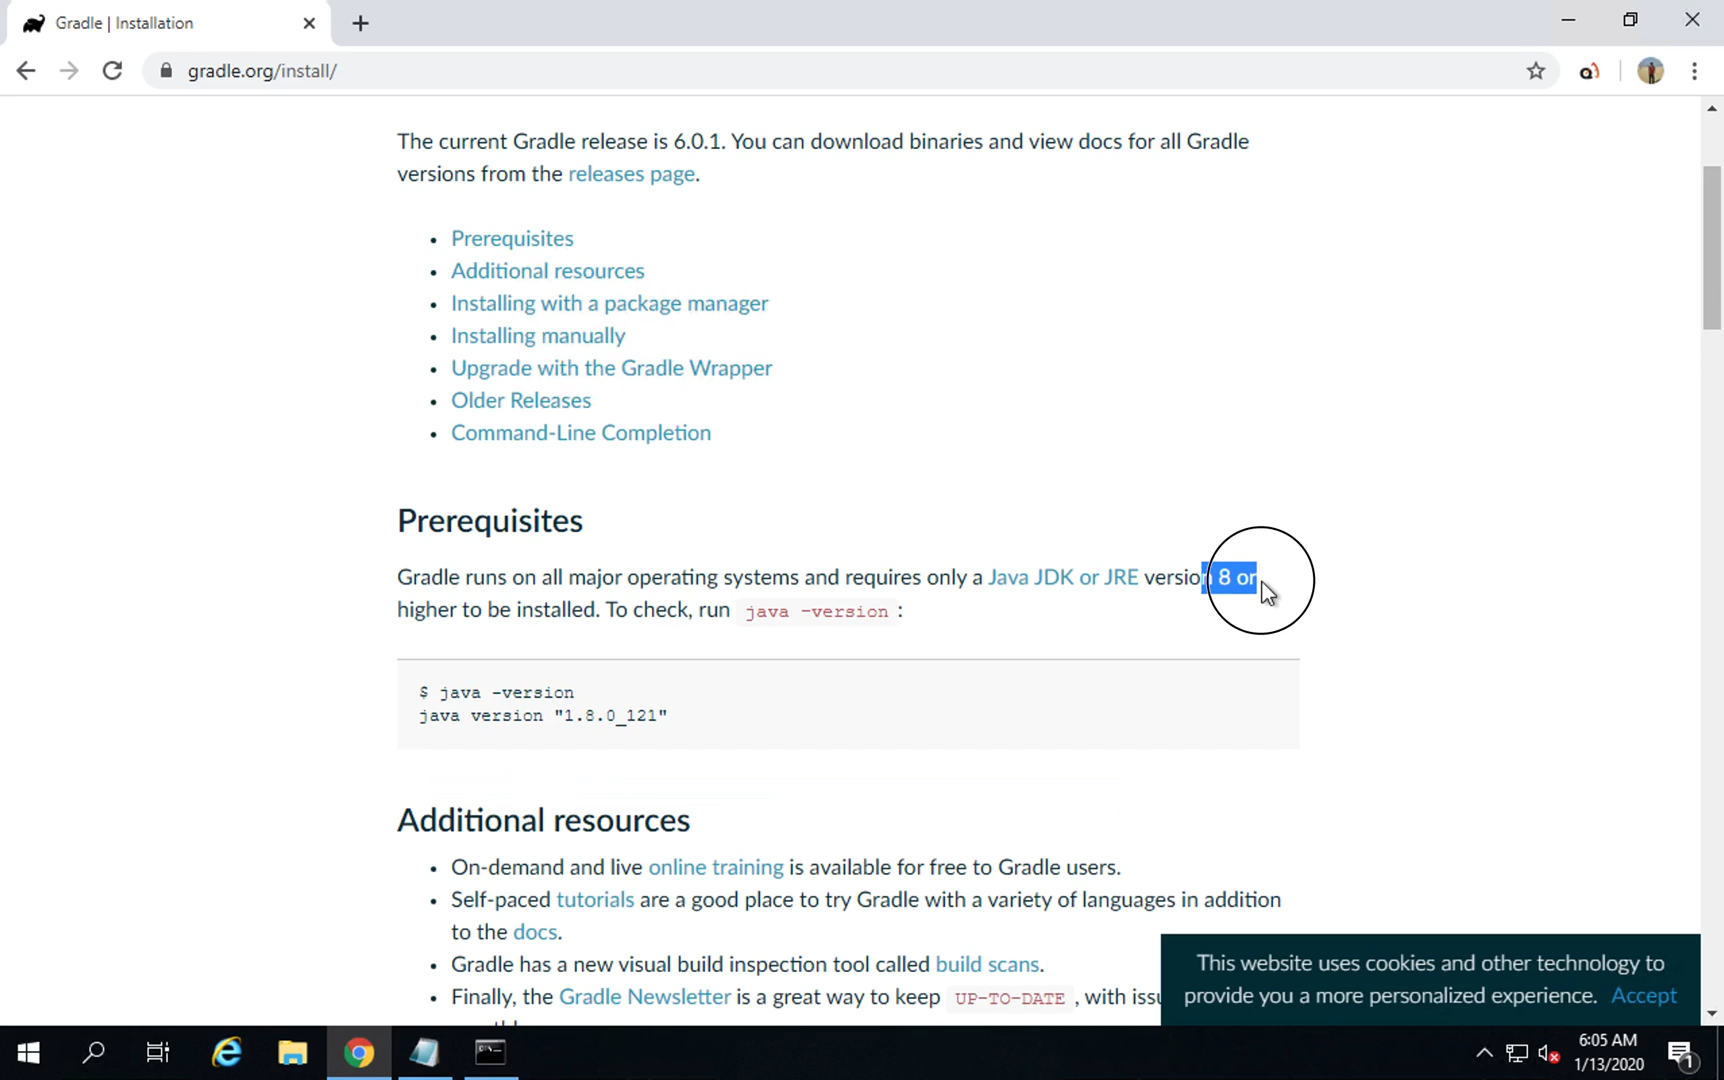 Gradle | Installation
gradle.org/install/
The current Gradle release is 6.0.1. You can download binaries and view docs for all Gradle
versions from the releases page.
• Prerequisites
• Additional resources
• Installing with a package manager
• Installing manually
• Upgrade with the Gradle Wrapper
• Older Releases
• Command-Line Completion
Prerequisites
Gradle runs on all major operating systems and requires only a Java JDK or JRE version 8 or
higher to be installed. To check, run java -version :
$ java -version
java version "1.8.0_121"
Additional resources
• On-demand and live online training is available for free to Gradle users.
• Self-paced tutorials are a good place to try Gradle with a variety of languages in addition
to the docs.
• Gradle has a new visual build inspection tool called build scans.
• Finally, the Gradle Newsletter is a great way to keep UP-TO-DATE , with issu
This website uses cookies and other technology to
provide you a more personalized experience. Accept
6:05 AM
1/13/2020
1